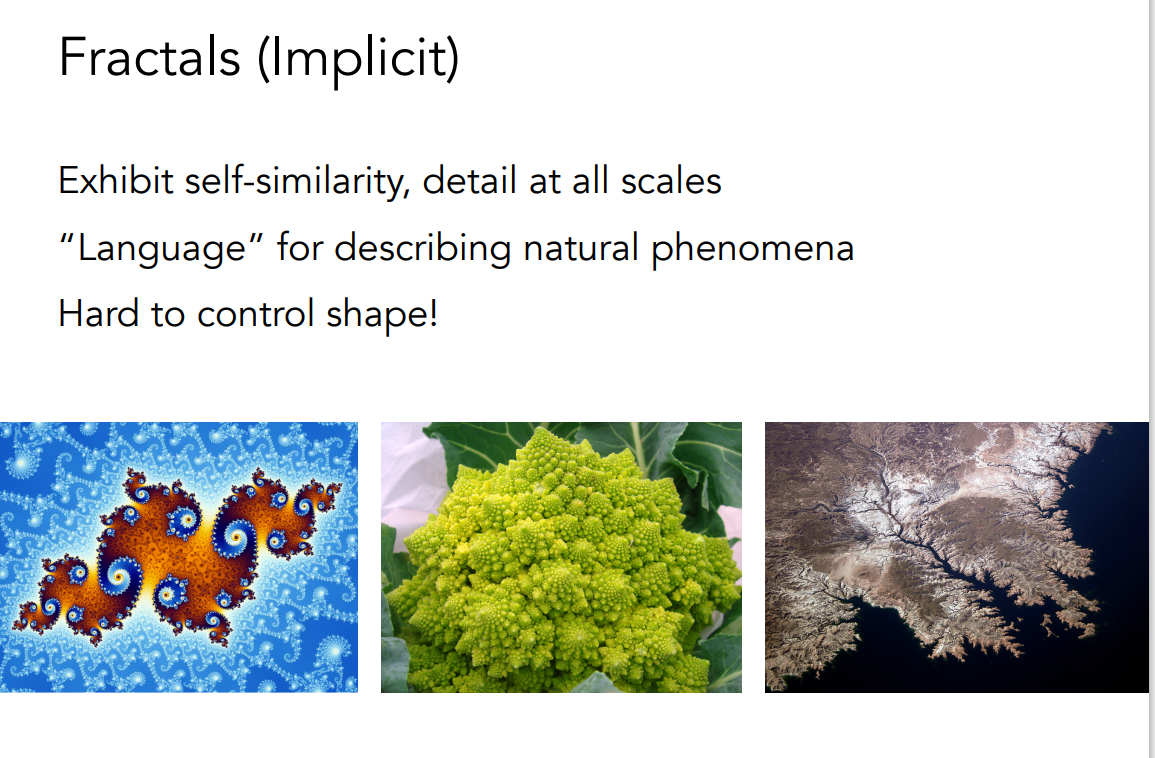 Fractals (Implicit)
Exhibit self-similarity, detail at all scales
“Language” for describing natural phenomena
Hard to control shape!